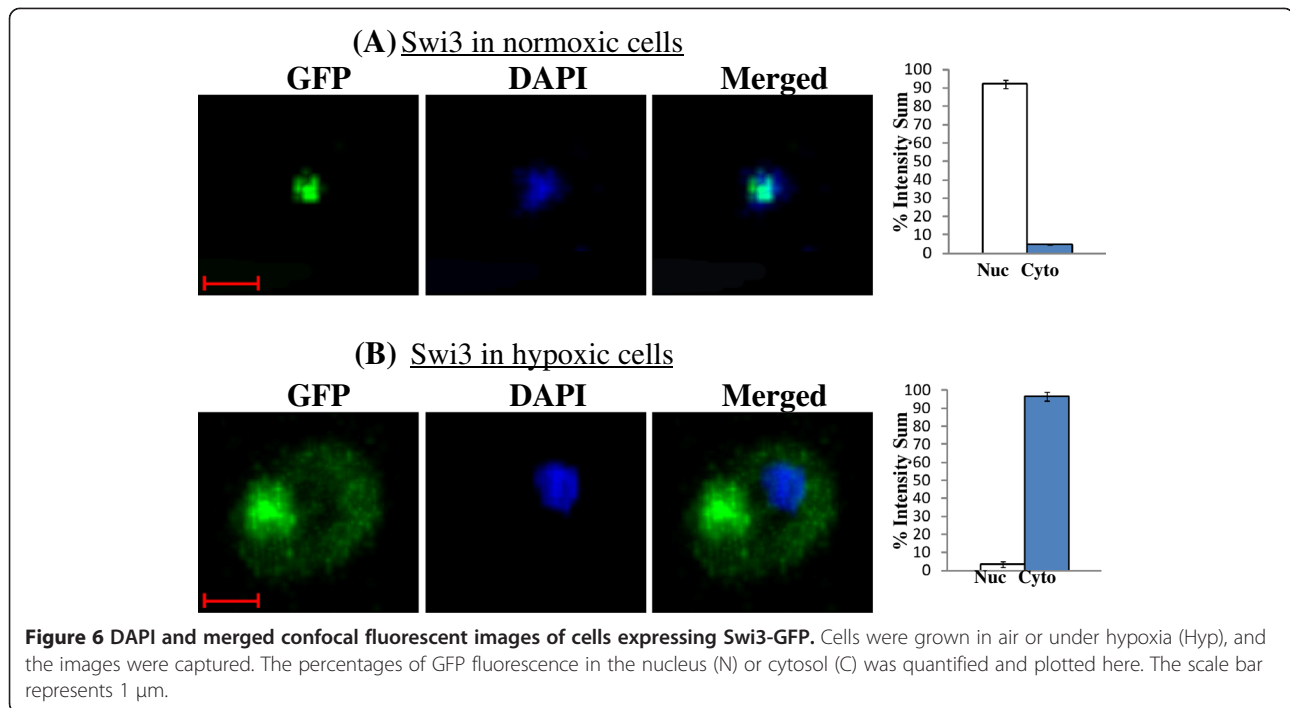 (A) Swi3 in normoxic cells
GFP DAPI Merged
% Intensity Sum
100
90
80
70
60
50
40
30
20
10
0
Nuc Cyto
(B) Swi3 in hypoxic cells
GFP DAPI Merged
% Intensity Sum
100
90
80
70
60
50
40
30
20
10
0
Nuc Cyto
Figure 6 DAPI and merged confocal fluorescent images of cells expressing Swi3-GFP. Cells were grown in air or under hypoxia (Hyp), and
the images were captured. The percentages of GFP fluorescence in the nucleus (N) or cytosol (C) was quantified and plotted here. The scale bar
represents 1 μm.